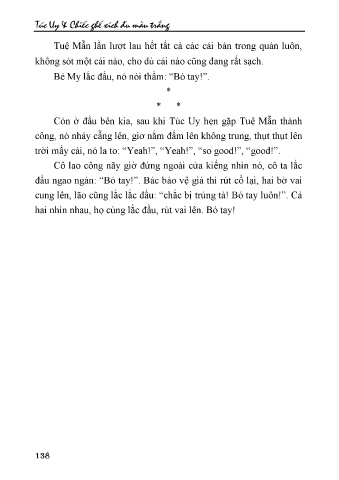 Túc Uy & Chiếc ghế xích đu màu trắng
Tuệ Mẫn lần lượt lau hết tất cả các cái bàn trong quán luôn,
không sót một cái nào, cho dù cái nào cũng đang rất sạch.
Bé My lắc đầu, nó nói thầm: “Bó tay!”.
*
* *
Còn ở đầu bên kia, sau khi Túc Uy hẹn gặp Tuệ Mẫn thành
công, nó nhảy cẫng lên, giơ nắm đấm lên không trung, thụt thụt lên
trời mấy cái, nó la to: “Yeah!”, “Yeah!”, “so good!”, “good!”.
Cô lao công nãy giờ đứng ngoài cửa kiếng nhìn nó, cô ta lắc
đầu ngao ngán: “Bó tay!”. Bác bảo vệ già thì rút cổ lại, hai bờ vai
cung lên, lão cũng lắc lắc đầu: “chắc bị trúng tà! Bó tay luôn!”. Cả
hai nhìn nhau, họ cùng lắc đầu, rút vai lên. Bó tay!
138